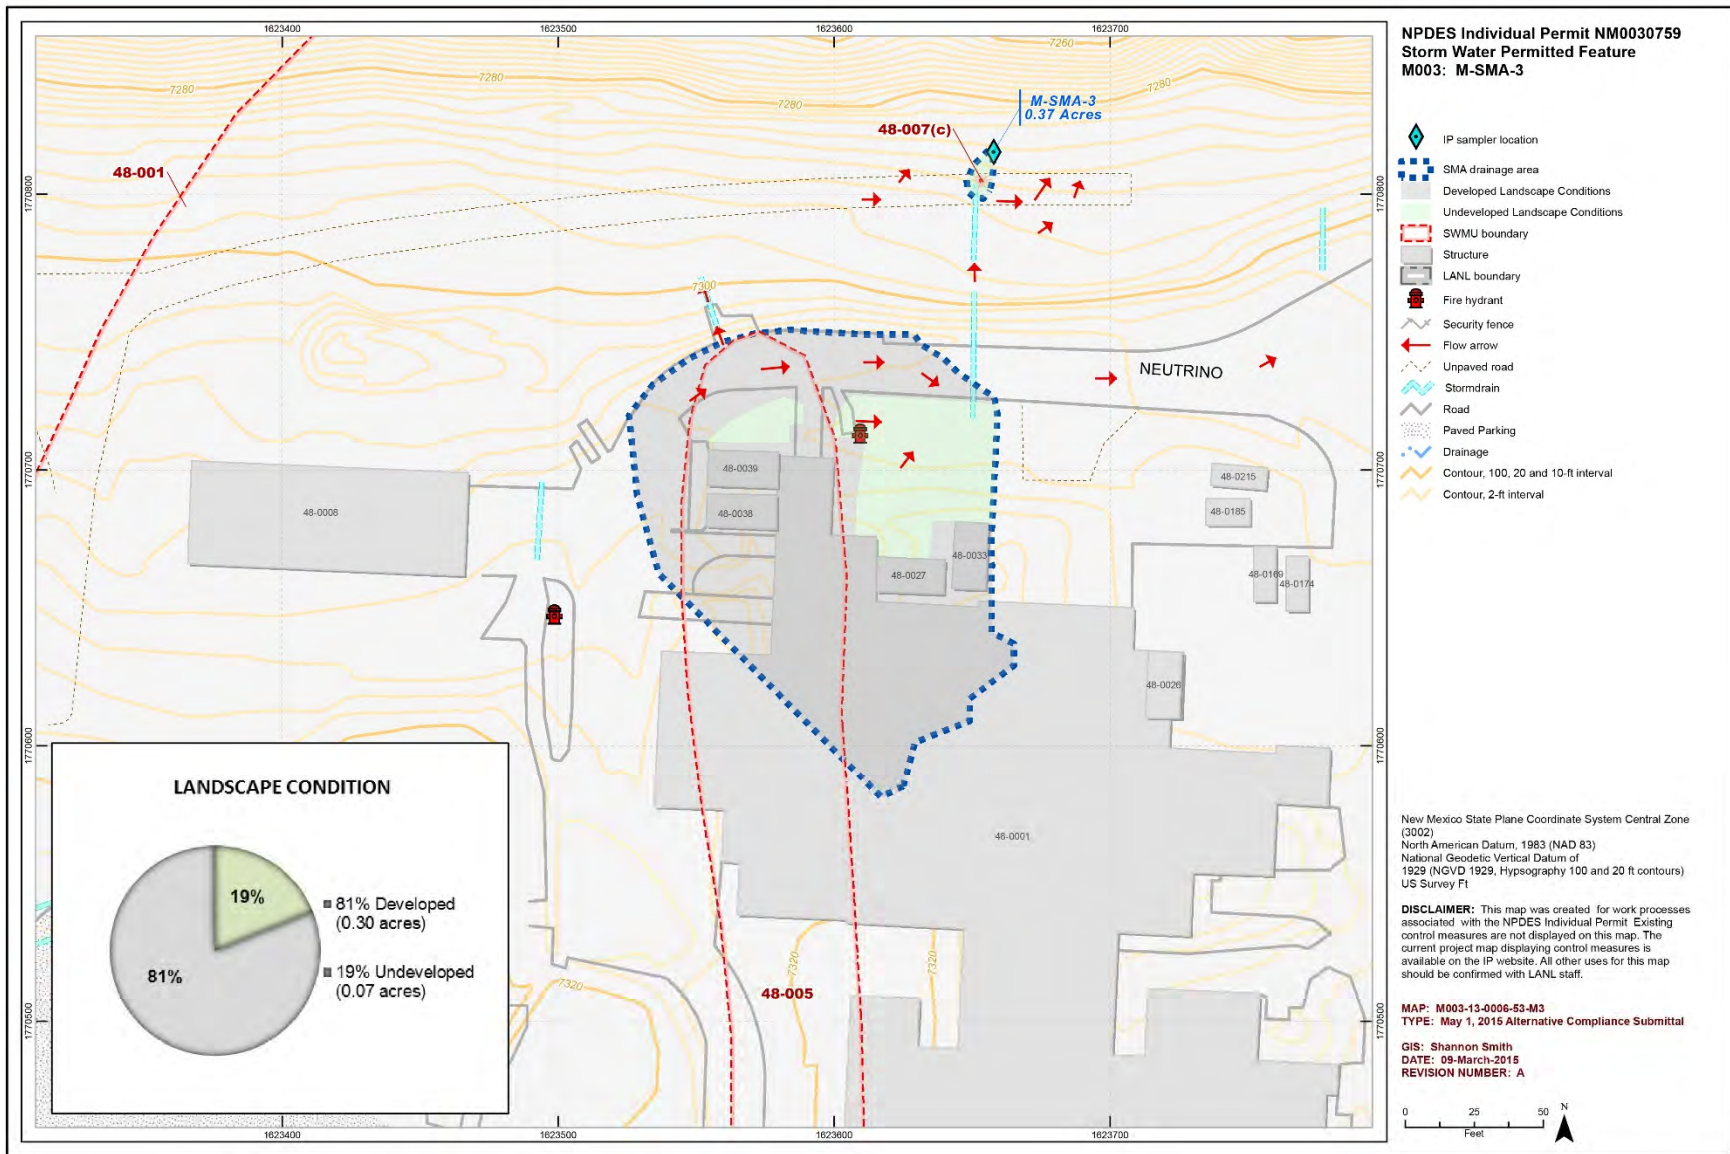 1623400
1623500
1623600
1623700
7260
7280
7280
7280
M-SMA-3
0.37 Acres
48-007(c)
48-001
1770800
1770800
7300
NEUTRINO
1770700
1770700
48-0039
48-0038
48-0008
48-0033
48-0027
48-0215
48-0185
48-0169
48-0174
48-0026
1770600
1770600
48-0001
7320
7320
7320
48-005
1770500
1770500
1623400
1623500
1623600
1623700
LANDSCAPE CONDITION
19%
81%
81% Developed
(0.30 acres)
19% Undeveloped
(0.07 acres)
NPDES Individual Permit NM0030759
Storm Water Permitted Feature
M003: M-SMA-3
IP sampler location
SMA drainage area
Developed Landscape Conditions
Undeveloped Landscape Conditions
SWMU boundary
Structure
LANL boundary
Fire hydrant
Security fence
Flow arrow
Unpaved road
Stormdrain
Road
Paved Parking
Drainage
Contour, 100, 20 and 10-ft interval
Contour, 2-ft interval
New Mexico State Plane Coordinate System Central Zone
(3002)
North American Datum, 1983 (NAD 83)
National Geodetic Vertical Datum of
1929 (NGVD 1929, Hypsography 100 and 20 ft contours)
US Survey Ft
DISCLAIMER: This map was created for work processes
associated with the NPDES Individual Permit Existing
control measures are not displayed on this map. The
current project map displaying control measures is
available on the IP website. All other uses for this map
should be confirmed with LANL staff.
MAP: M003-13-0006-53-M3
TYPE: May 1, 2015 Alternative Compliance Submittal
GIS: Shannon Smith
DATE: 09-March-2015
REVISION NUMBER: A
0 25 50
Feet
N